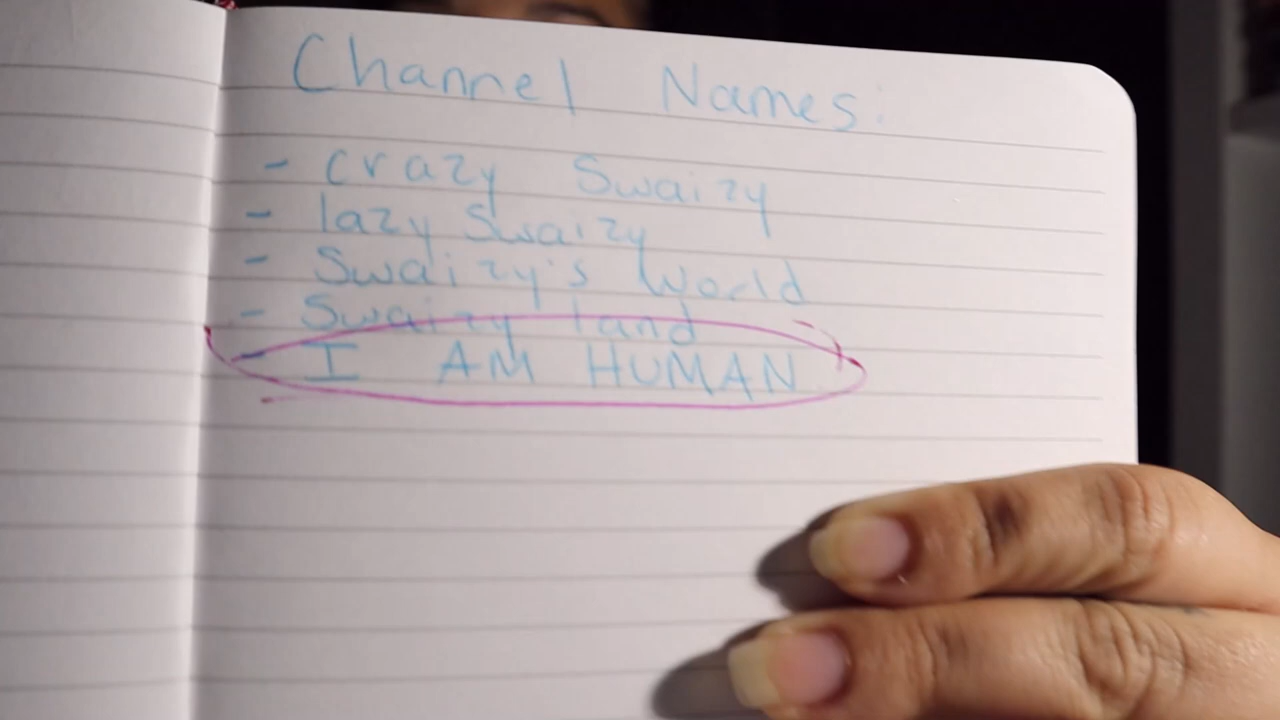 Channel Names:
- crazy Swaizy
- lazy Swaizy
- Swaizy's World
- Swaizy land
- I AM HUMAN